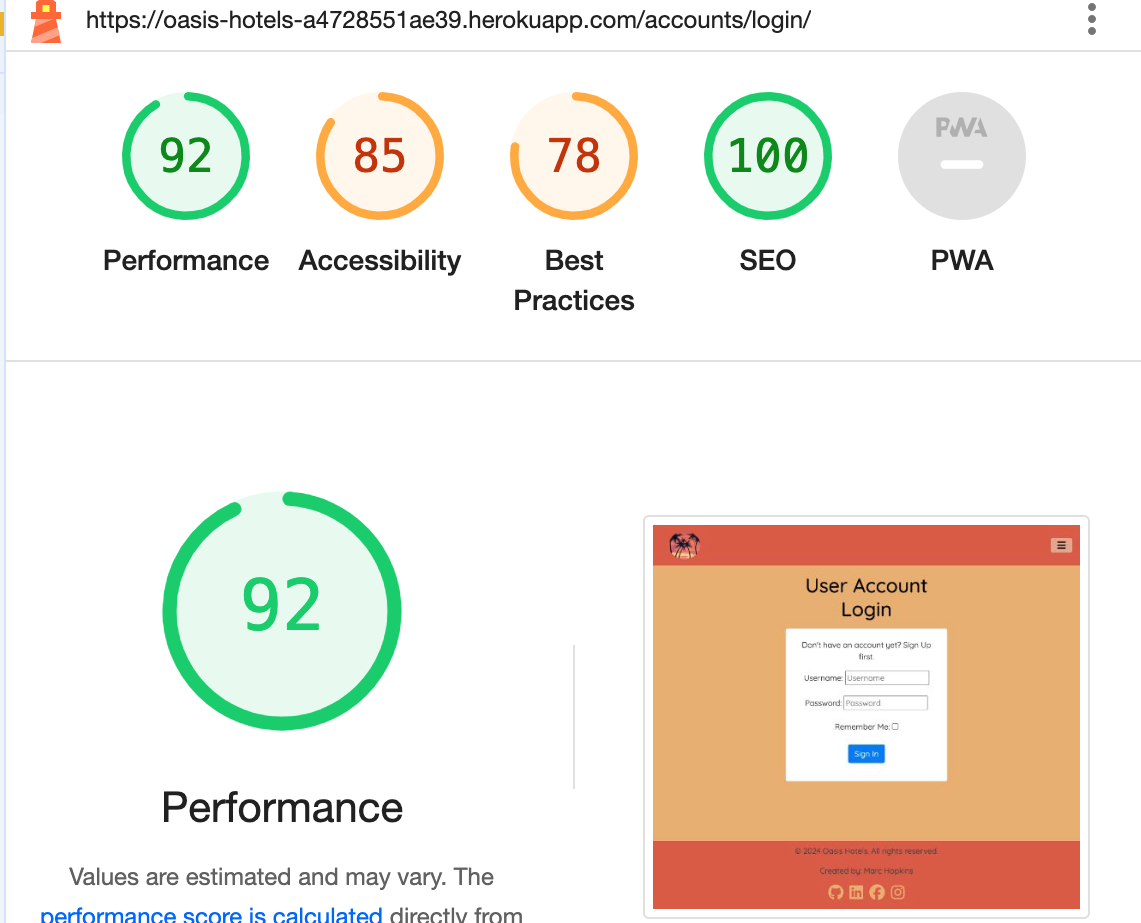 https://oasis-hotels-a4728551ae39.herokuapp.com/accounts/login/
92
85
78
100
PWA
Performance
Accessibility
Best
Practices
SEO
PWA
92
Performance
Values are estimated and may vary. The
performance score is calculated directly from
User Account
Login
Don't have an account yet? Sign Up
first.
Username: Username
Password: Password
Remember Me:
Sign In
© 2024 Oasis Hotels. All rights reserved.
Created by: Marc Hopkins